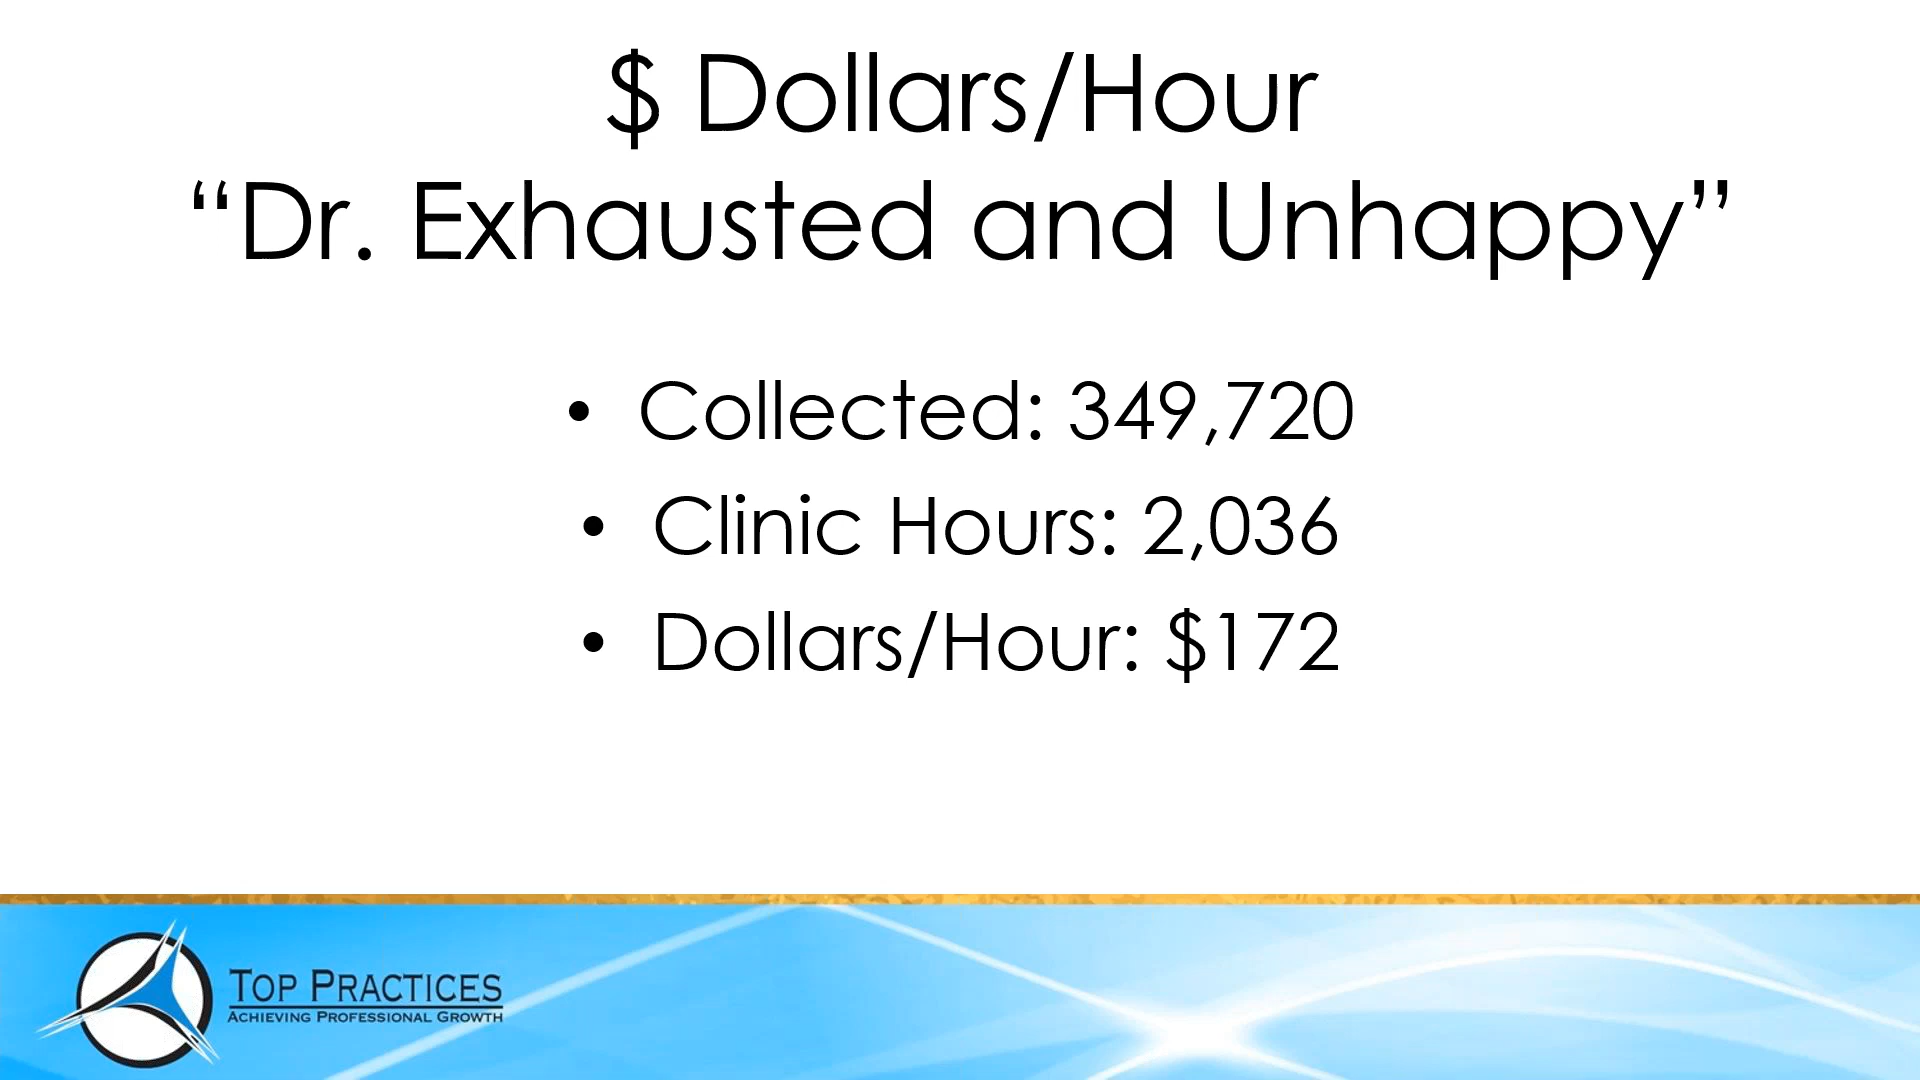 $ Dollars/Hour
“Dr. Exhausted and Unhappy”
• Collected: 349,720
• Clinic Hours: 2,036
• Dollars/Hour: $172
TOP PRACTICES
ACHIEVING PROFESSIONAL GROWTH